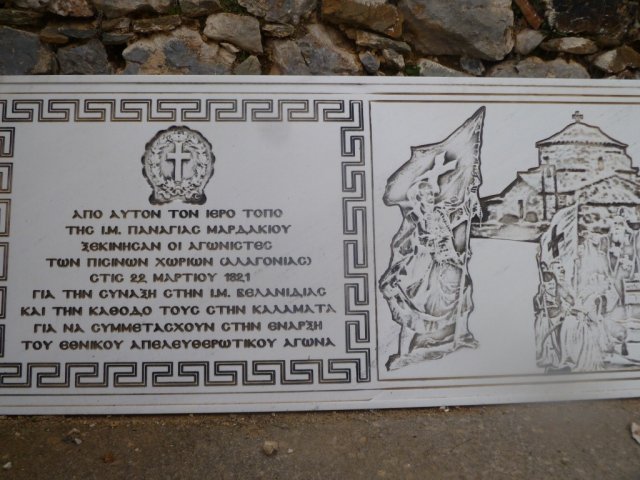 ΑΠΟ ΑΥΤΟΝ ΤΟΝ ΙΕΡΟ ΤΟΠΟ
ΤΗΣ Ι.Μ. ΠΑΝΑΓΙΑΣ ΜΑΡΔΑΚΙΟΥ
ΞΕΚΙΝΗΣΑΝ ΟΙ ΑΓΩΝΙΣΤΕΣ
ΤΩΝ ΠΙΣΙΝΩΝ ΧΩΡΙΩΝ (ΑΛΑΓΟΝΙΑΣ)
ΣΤΙΣ 22 ΜΑΡΤΙΟΥ 1821
ΓΙΑ ΤΗΝ ΣΥΝΑΞΗ ΣΤΗΝ Ι.Μ. ΒΕΛΑΝΙΔΙΑΣ
ΚΑΙ ΤΗΝ ΚΑΘΟΔΟ ΤΟΥΣ ΣΤΗΝ ΚΑΛΑΜΑΤΑ
ΓΙΑ ΝΑ ΣΥΜΜΕΤΑΣΧΟΥΝ ΣΤΗΝ ΕΝΑΡΞΗ
ΤΟΥ ΕΘΝΙΚΟΥ ΑΠΕΛΕΥΘΕΡΩΤΙΚΟΥ ΑΓΩΝΑ